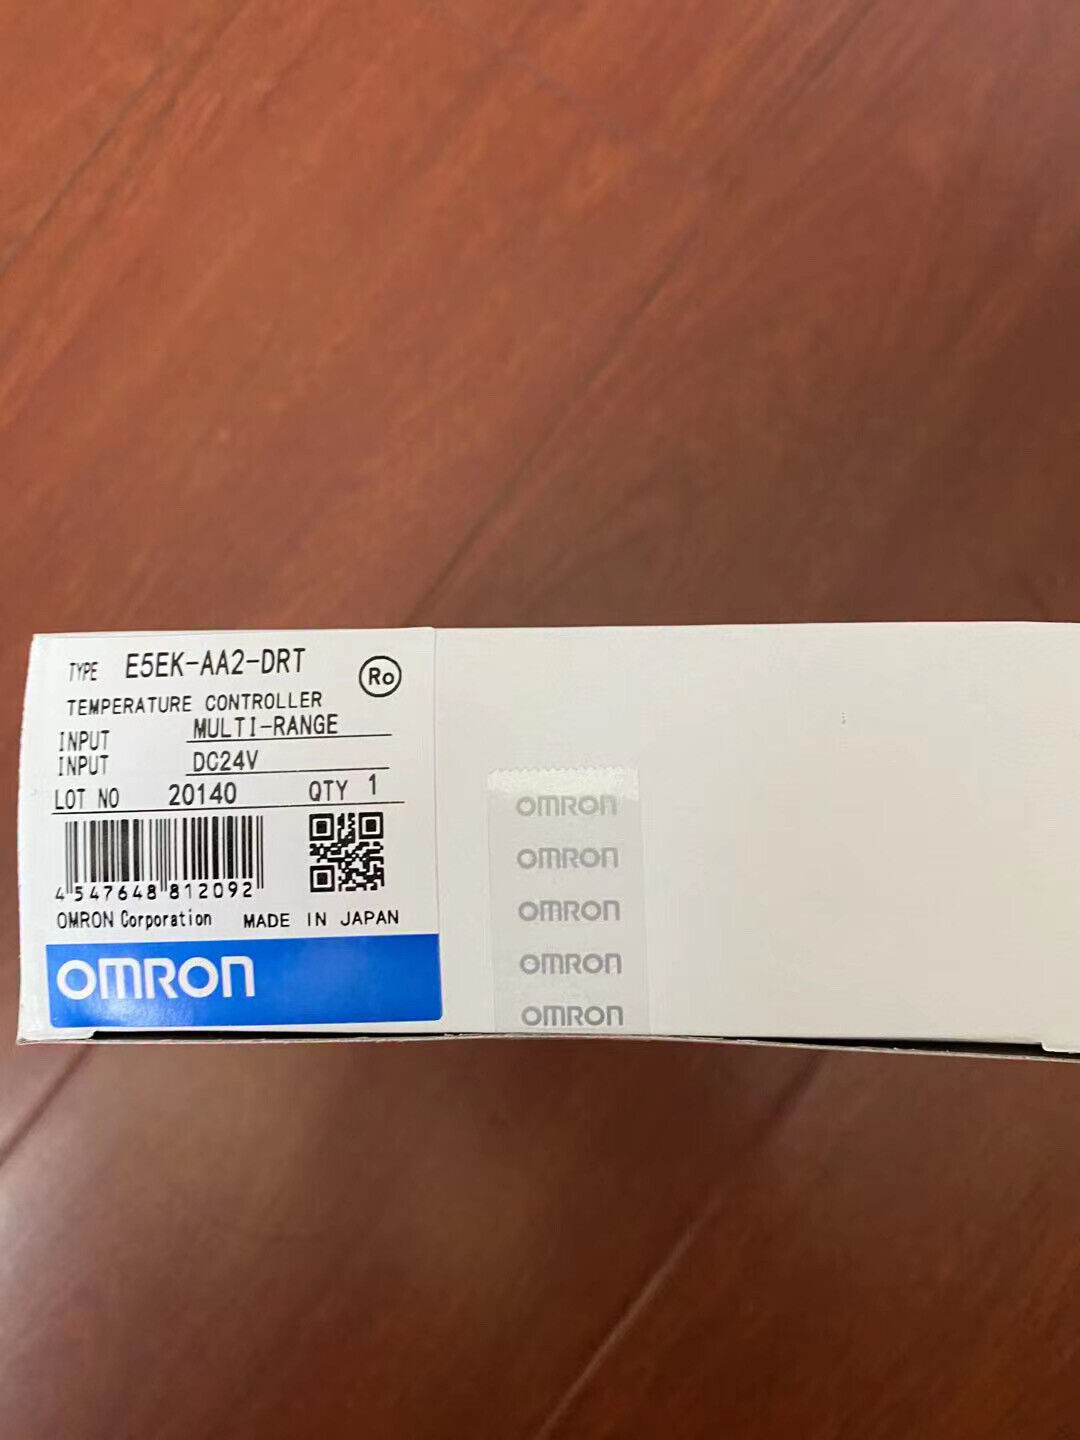 TYPE E5EK-AA2-DRT Ro
TEMPERATURE CONTROLLER
INPUT MULTI-RANGE
INPUT DC24V
LOT NO 20140 QTY 1
4 547648 812092
OMRON Corporation MADE IN JAPAN
OMRON
OMRON
OMRON
OMRON
OMRON
OMRON